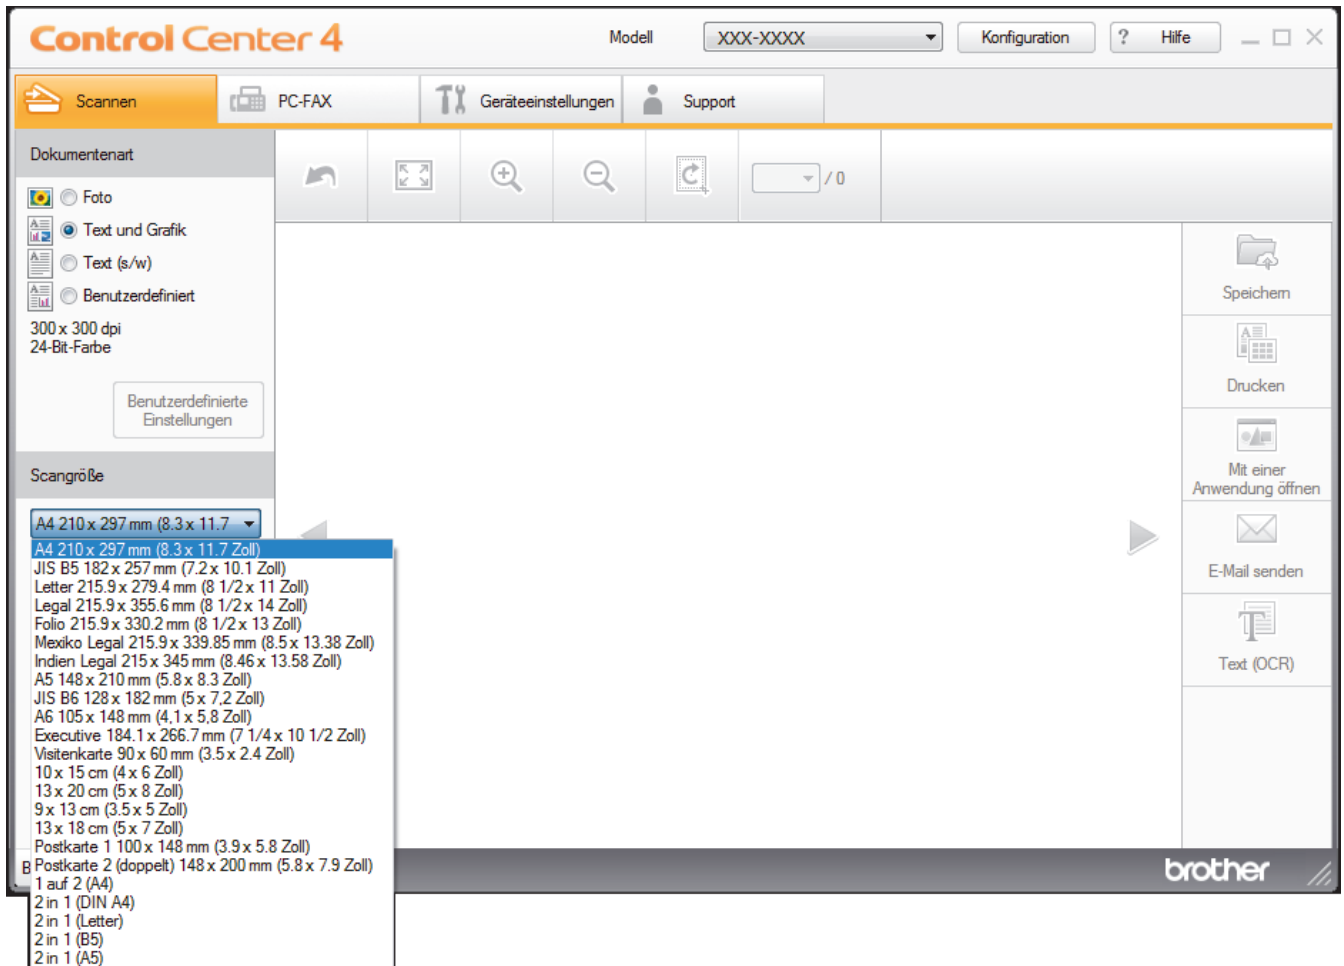 Control Center 4
Modell
XXX-XXXX
Konfiguration
? Hilfe
Scannen
PC-FAX
Geräteeinstellungen
Support
Dokumentenart
Foto
Text und Grafik
Text (s/w)
Benutzerdefiniert
300 x 300 dpi
24-Bit-Farbe
Benutzerdefinierte
Einstellungen
/ 0
Scangröße
A4 210 x 297 mm (8.3 x 11.7
A4 210 x 297 mm (8.3 x 11.7 Zoll)
JIS B5 182 x 257 mm (7.2 x 10.1 Zoll)
Letter 215.9 x 279.4 mm (8 1/2 x 11 Zoll)
Legal 215.9 x 355.6 mm (8 1/2 x 14 Zoll)
Folio 215.9 x 330.2 mm (8 1/2 x 13 Zoll)
Mexiko Legal 215.9 x 339.85 mm (8.5 x 13.38 Zoll)
Indien Legal 215 x 345 mm (8.46 x 13.58 Zoll)
A5 148 x 210 mm (5.8 x 8.3 Zoll)
JIS B6 128 x 182 mm (5 x 7,2 Zoll)
A6 105 x 148 mm (4,1 x 5,8 Zoll)
Executive 184.1 x 266.7 mm (7 1/4 x 10 1/2 Zoll)
Visitenkarte 90 x 60 mm (3.5 x 2.4 Zoll)
10 x 15 cm (4 x 6 Zoll)
13 x 20 cm (5 x 8 Zoll)
9 x 13 cm (3.5 x 5 Zoll)
13 x 18 cm (5 x 7 Zoll)
Postkarte 1 100 x 148 mm (3.9 x 5.8 Zoll)
B
Postkarte 2 (doppelt) 148 x 200 mm (5.8 x 7.9 Zoll)
1 auf 2 (A4)
2 in 1 (DIN A4)
2 in 1 (Letter)
2 in 1 (B5)
2 in 1 (A5)
Speichern
Drucken
Mit einer
Anwendung öffnen
E-Mail senden
Text (OCR)
brother